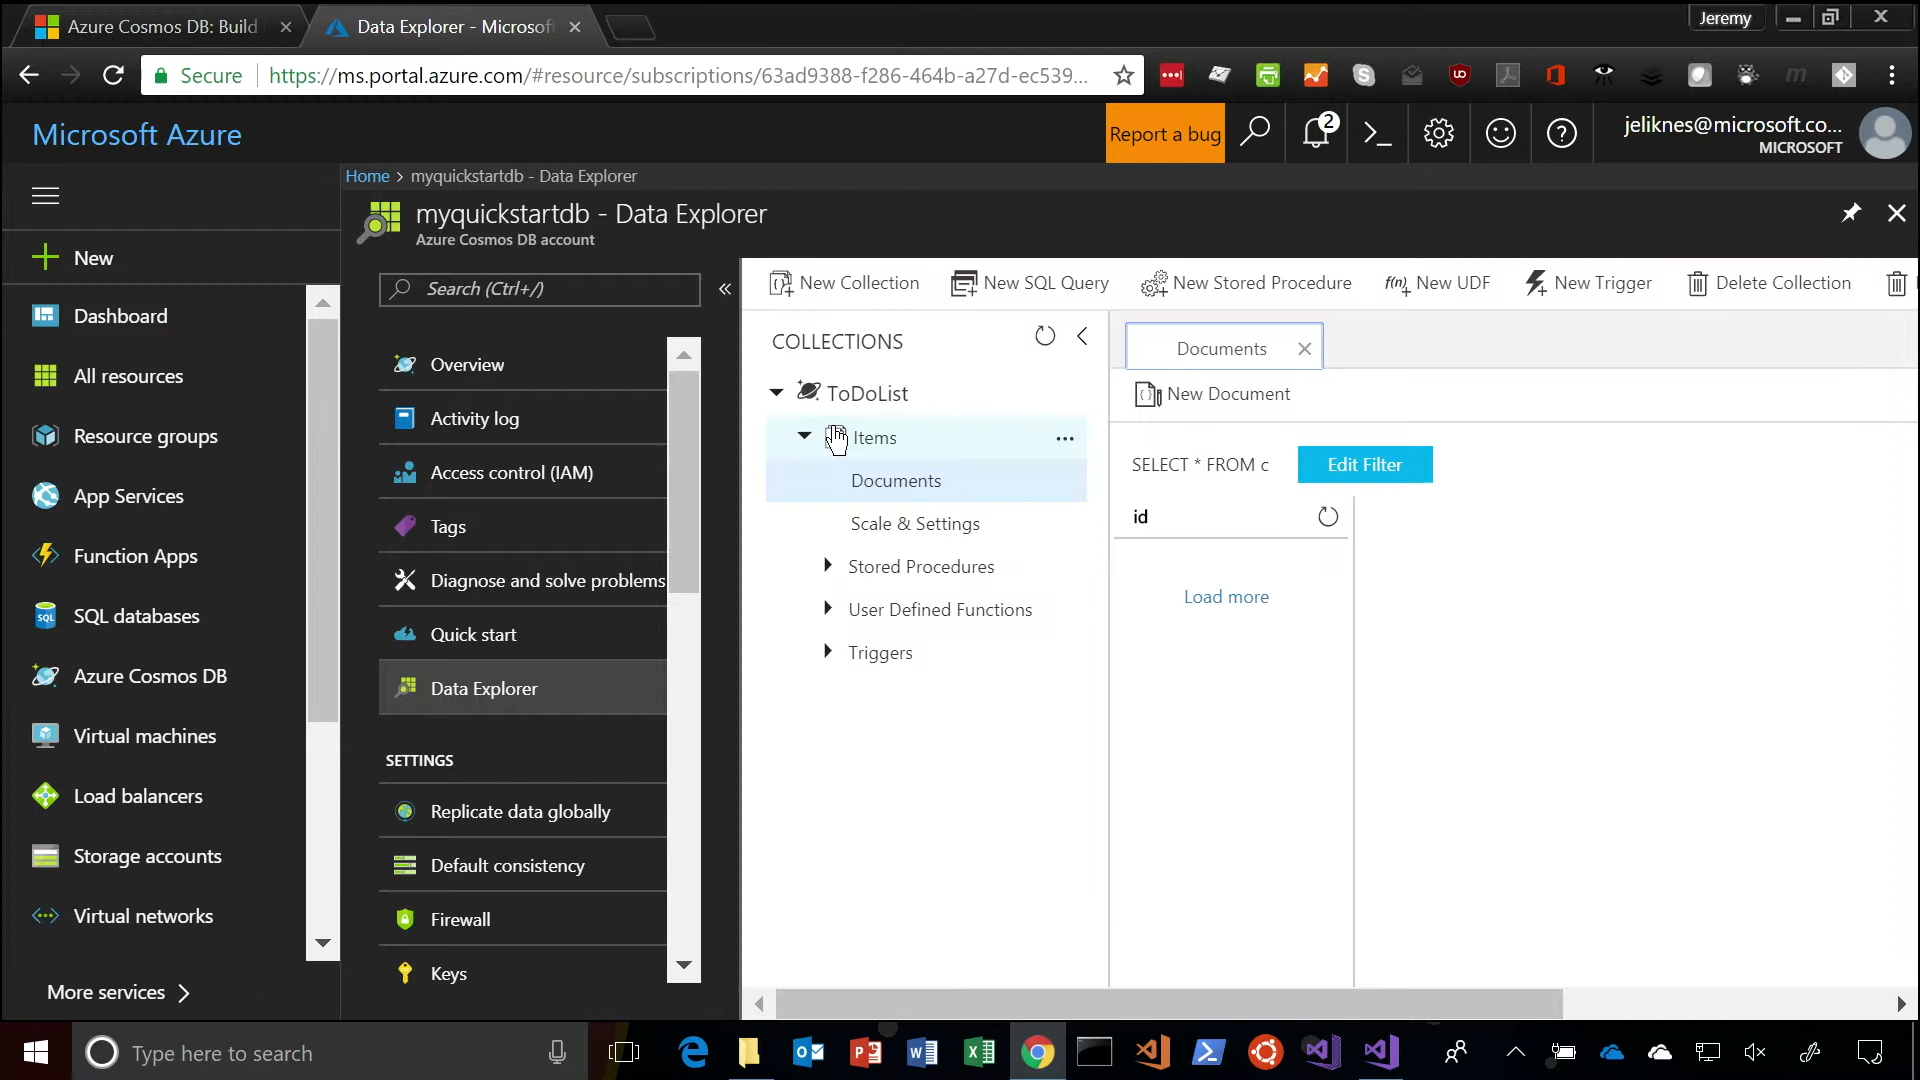 Azure Cosmos DB: Build
Data Explorer - Microsoft
Jeremy
Secure
https://ms.portal.azure.com/#resource/subscriptions/63ad9388-f286-464b-a27d-ec539...
Microsoft Azure
Report a bug
2
jeliknes@microsoft.co...
MICROSOFT
Home > myquickstartdb - Data Explorer
myquickstartdb - Data Explorer
Azure Cosmos DB account
New
Dashboard
All resources
Resource groups
App Services
Function Apps
SQL databases
Azure Cosmos DB
Virtual machines
Load balancers
Storage accounts
Virtual networks
More services >
Search (Ctrl+/)
Overview
Activity log
Access control (IAM)
Tags
Diagnose and solve problems
Quick start
Data Explorer
SETTINGS
Replicate data globally
Default consistency
Firewall
Keys
New Collection
New SQL Query
New Stored Procedure
New UDF
New Trigger
Delete Collection
COLLECTIONS
ToDoList
Items
...
Documents
Scale & Settings
Stored Procedures
User Defined Functions
Triggers
Documents
New Document
SELECT * FROM c
Edit Filter
id
Load more
Type here to search